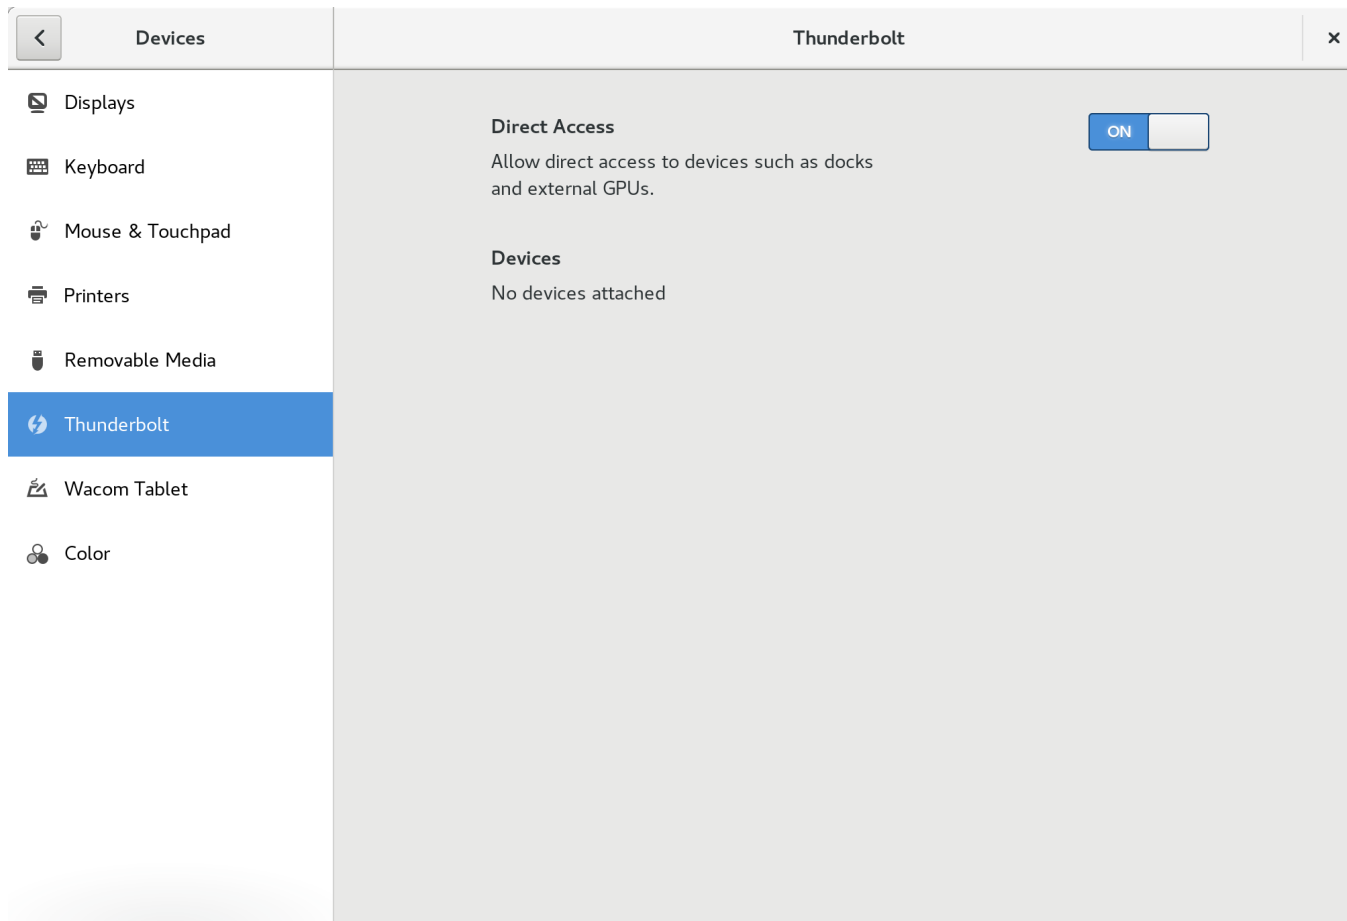 Devices
Thunderbolt
Displays
Keyboard
Mouse & Touchpad
Printers
Removable Media
Thunderbolt
Wacom Tablet
Color
Direct Access
ON
Allow direct access to devices such as docks
and external GPUs.
Devices
No devices attached